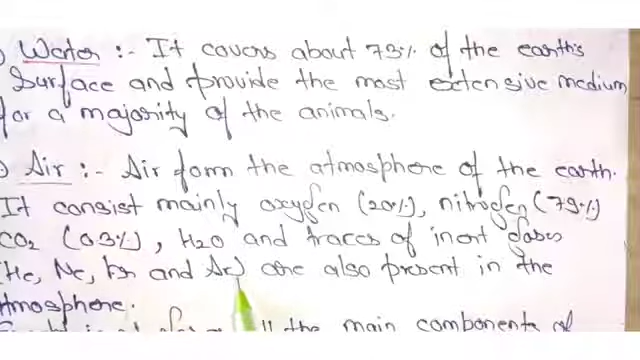 ) Water :- It covers about 73% of the earth's
Surface and provide the most extensive medium
for a majority of the animals.
) Air :- Air form the atmosphere of the earth.
It consist mainly oxygen (20%), nitrogen (79%)
CO2 (03%), H2O and traces of inert gases
(He, Ne, Kr and Ar) are also present in the
atmosphere.
the main components of